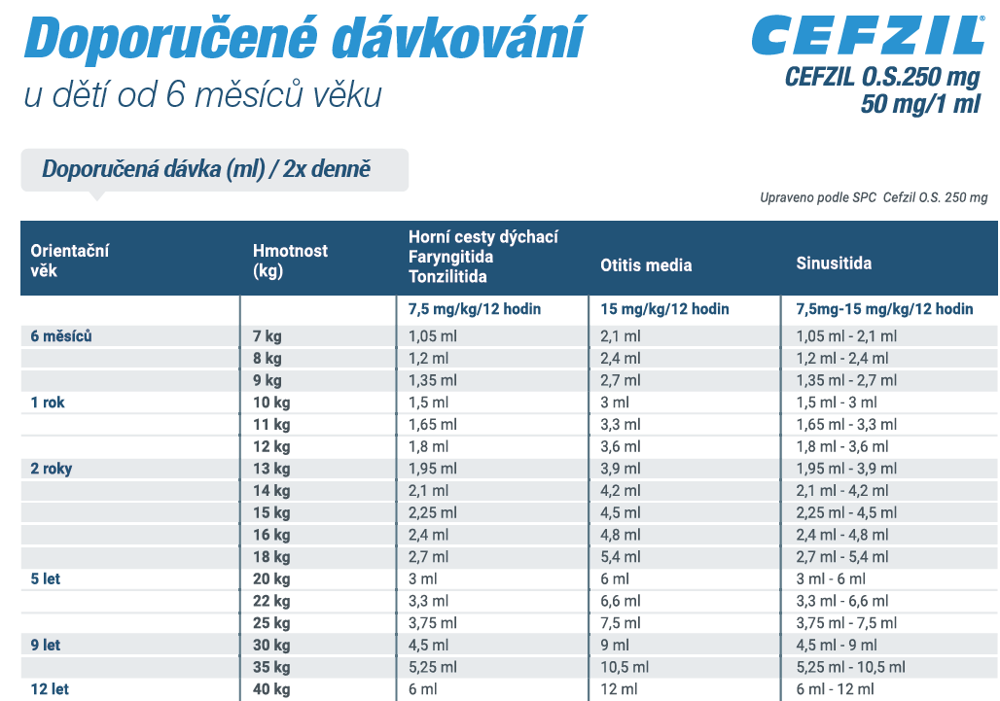 Doporučené dávkování
u dětí od 6 měsíců věku
CEFZIL®
CEFZIL O.S.250 mg
50 mg/1 ml
Doporučená dávka (ml) / 2x denně
Upraveno podle SPC Cefzil O.S. 250 mg
Orientační věk Hmotnost (kg) Horní cesty dýchací Faryngitida Tonzilitida Otitis media Sinusitida
7,5 mg/kg/12 hodin 15 mg/kg/12 hodin 7,5mg-15 mg/kg/12 hodin
6 měsíců 7 kg 1,05 ml 2,1 ml 1,05 ml - 2,1 ml
8 kg 1,2 ml 2,4 ml 1,2 ml - 2,4 ml
9 kg 1,35 ml 2,7 ml 1,35 ml - 2,7 ml
1 rok 10 kg 1,5 ml 3 ml 1,5 ml - 3 ml
11 kg 1,65 ml 3,3 ml 1,65 ml - 3,3 ml
12 kg 1,8 ml 3,6 ml 1,8 ml - 3,6 ml
2 roky 13 kg 1,95 ml 3,9 ml 1,95 ml - 3,9 ml
14 kg 2,1 ml 4,2 ml 2,1 ml - 4,2 ml
15 kg 2,25 ml 4,5 ml 2,25 ml - 4,5 ml
16 kg 2,4 ml 4,8 ml 2,4 ml - 4,8 ml
18 kg 2,7 ml 5,4 ml 2,7 ml - 5,4 ml
5 let 20 kg 3 ml 6 ml 3 ml - 6 ml
22 kg 3,3 ml 6,6 ml 3,3 ml - 6,6 ml
25 kg 3,75 ml 7,5 ml 3,75 ml - 7,5 ml
9 let 30 kg 4,5 ml 9 ml 4,5 ml - 9 ml
35 kg 5,25 ml 10,5 ml 5,25 ml - 10,5 ml
12 let 40 kg 6 ml 12 ml 6 ml - 12 ml